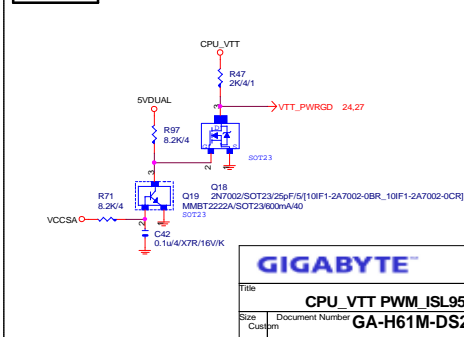 CPU_VTT
R47
2K/4/1
3
VTT_PWRGD 24,27
5VDUAL
R97
8.2K/4
D
G S
SOT23
2
3
Q18
2N7002/SOT23/25pF/5/[10IF1-2A7002-0BR_10IF1-2A7002-0CR]
R71
8.2K/4
Q19
MMBT2222A/SOT23/600mA/40
SOT23
VCCSA
2
C42
0.1u/4/X7R/16V/K
GIGABYTE
Title
CPU_VTT PWM_ISL95
Size
Custom
Document Number
GA-H61M-DS2